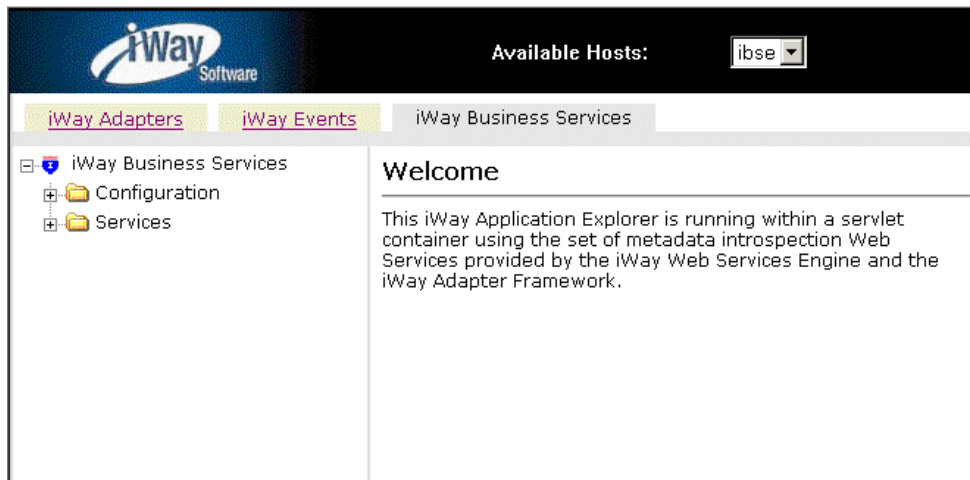 iWay
Software
Available Hosts:
ibse
iWay Adapters
iWay Events
iWay Business Services
iWay Business Services
Configuration
Services
Welcome
This iWay Application Explorer is running within a servlet
container using the set of metadata introspection Web
Services provided by the iWay Web Services Engine and the
iWay Adapter Framework.